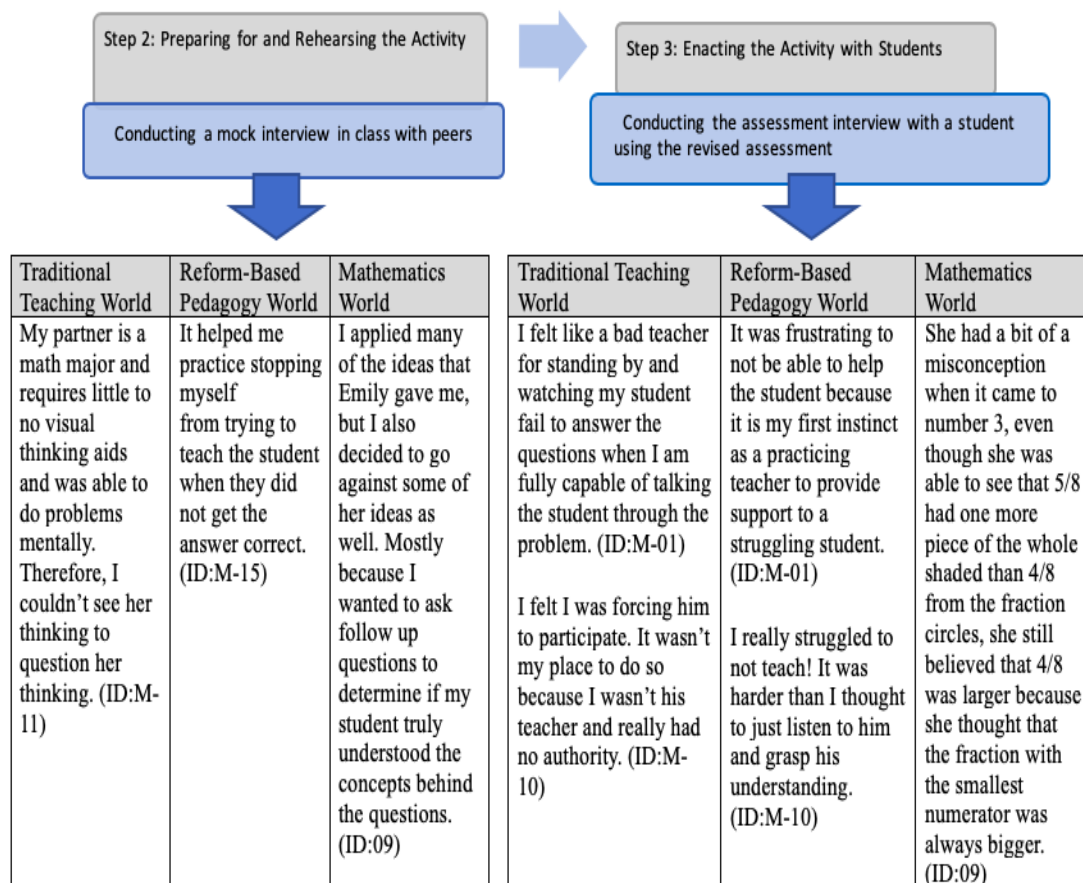 Step 2: Preparing for and Rehearsing the Activity
Conducting a mock interview in class with peers
Step 3: Enacting the Activity with Students
Conducting the assessment interview with a student
using the revised assessment
Traditional
Teaching World
My partner is a
math major and
requires little to
no visual
thinking aids
and was able to
do problems
mentally.
Therefore, I
couldn't see her
thinking to
question her
thinking. (ID:M-
11)
Reform-Based
Pedagogy World
It helped me
practice stopping
myself
from trying to
teach the student
when they did
not get the
answer correct.
(ID:M-15)
Mathematics
World
I applied many
of the ideas that
Emily gave me,
but I also
decided to go
against some of
her ideas as
well. Mostly
because I
wanted to ask
follow up
questions to
determine if my
student truly
understood the
concepts behind
the questions.
(ID:09)
Traditional Teaching
World
I felt like a bad teacher
for standing by and
watching my student
fail to answer the
questions when I am
fully capable of talking
the student through the
problem. (ID:M-01)
I felt I was forcing him
to participate. It wasn't
my place to do so
because I wasn't his
teacher and really had
no authority. (ID:M-
10)
Reform-Based
Pedagogy World
It was frustrating to
not be able to help
the student because
it is my first instinct
as a practicing
teacher to provide
support to a
struggling student.
(ID:M-01)
I really struggled to
not teach! It was
harder than I thought
to just listen to him
and grasp his
understanding.
(ID:M-10)
Mathematics
World
She had a bit of a
misconception
when it came to
number 3, even
though she was
able to see that 5/8
had one more
piece of the whole
shaded than 4/8
from the fraction
circles, she still
believed that 4/8
was larger because
she thought that
the fraction with
the smallest
numerator was
always bigger.
(ID:09)